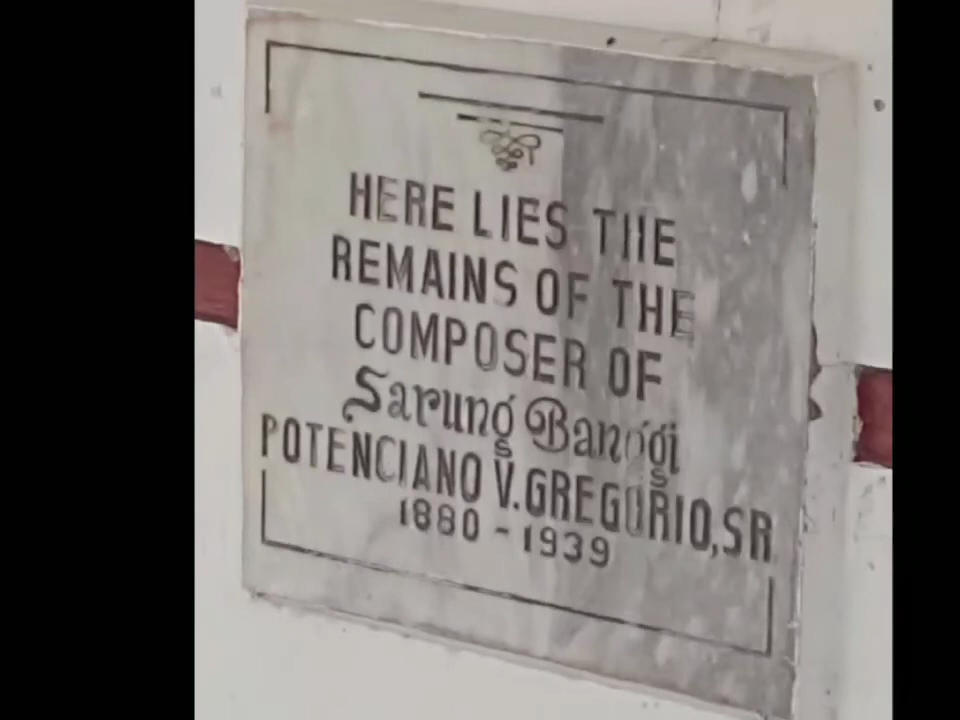 HERE LIES THE
REMAINS OF THE
COMPOSER OF
Sarung Banggi
POTENCIANO V. GREGORIO, SR
1880 - 1939